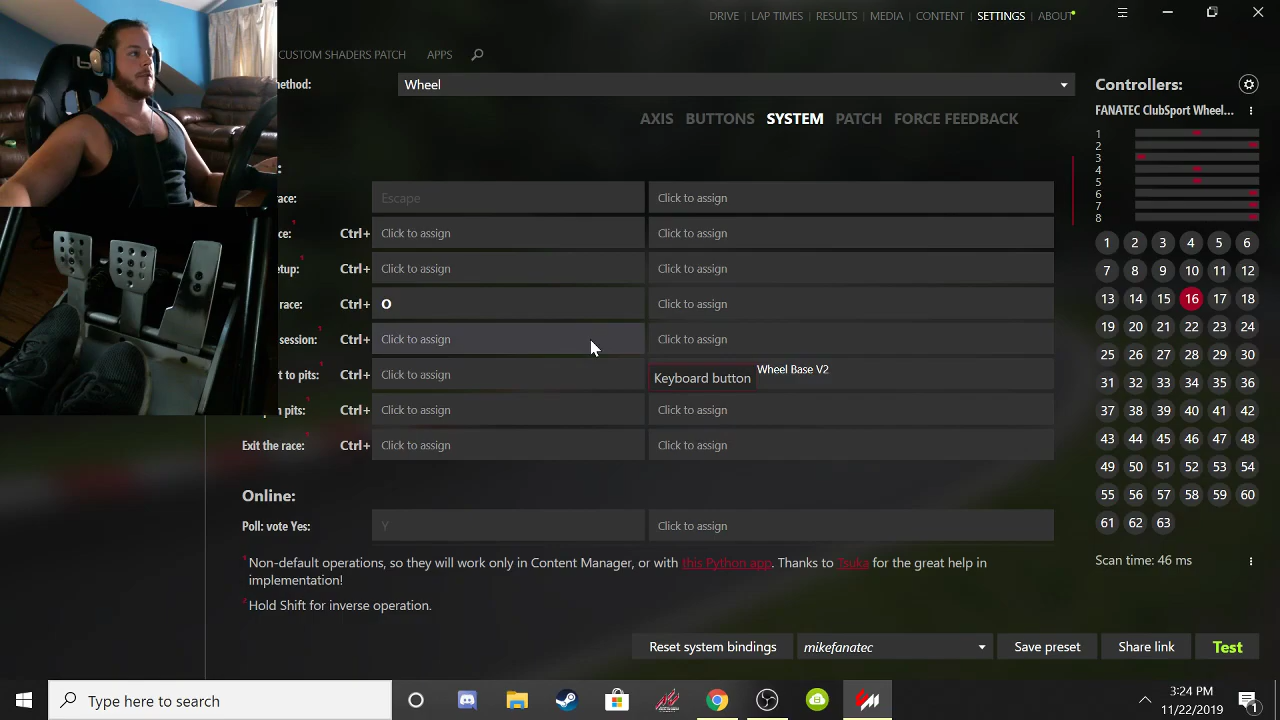 DRIVE | LAP TIMES | RESULTS | MEDIA | CONTENT | SETTINGS | ABOUT
CUSTOM SHADERS PATCH APPS
ethod: Wheel Controllers:
FANATEC ClubSport Wheel...
AXIS BUTTONS SYSTEM PATCH FORCE FEEDBACK
1
2
3
4
5
6
7
8
race: Escape Click to assign
ce: Ctrl+ Click to assign Click to assign
etup: Ctrl+ Click to assign Click to assign
race: Ctrl+ O Click to assign
session: Ctrl+ Click to assign Click to assign
t to pits: Ctrl+ Click to assign Keyboard button Wheel Base V2
n pits: Ctrl+ Click to assign Click to assign
Exit the race: Ctrl+ Click to assign Click to assign
1 2 3 4 5 6
7 8 9 10 11 12
13 14 15 16 17 18
19 20 21 22 23 24
25 26 27 28 29 30
31 32 33 34 35 36
37 38 39 40 41 42
43 44 45 46 47 48
49 50 51 52 53 54
55 56 57 58 59 60
61 62 63
Online:
Poll: vote Yes: Y Click to assign
Scan time: 46 ms
Non-default operations, so they will work only in Content Manager, or with this Python app. Thanks to Tsuka for the great help in
implementation!
Hold Shift for inverse operation.
Reset system bindings mikefanatec Save preset Share link Test
Type here to search
3:24 PM
11/22/2019
1